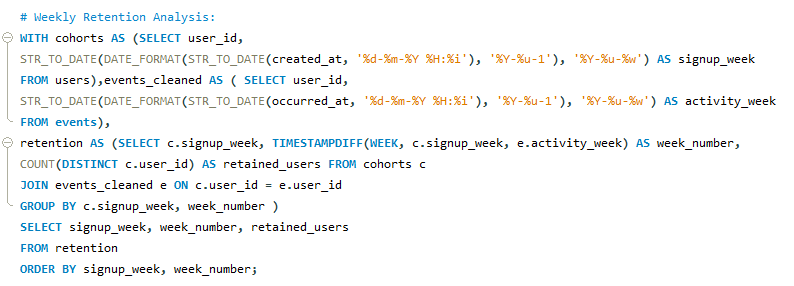 # Weekly Retention Analysis:
WITH cohorts AS (SELECT user_id,
STR_TO_DATE(DATE_FORMAT(STR_TO_DATE(created_at, '%d-%m-%Y %H:%i'), '%Y-%u-1'), '%Y-%u-%w') AS signup_week
FROM users),events_cleaned AS ( SELECT user_id,
STR_TO_DATE(DATE_FORMAT(STR_TO_DATE(occurred_at, '%d-%m-%Y %H:%i'), '%Y-%u-1'), '%Y-%u-%w') AS activity_week
FROM events),
retention AS (SELECT c.signup_week, TIMESTAMPDIFF(WEEK, c.signup_week, e.activity_week) AS week_number,
COUNT(DISTINCT c.user_id) AS retained_users FROM cohorts c
JOIN events_cleaned e ON c.user_id = e.user_id
GROUP BY c.signup_week, week_number )
SELECT signup_week, week_number, retained_users
FROM retention
ORDER BY signup_week, week_number;